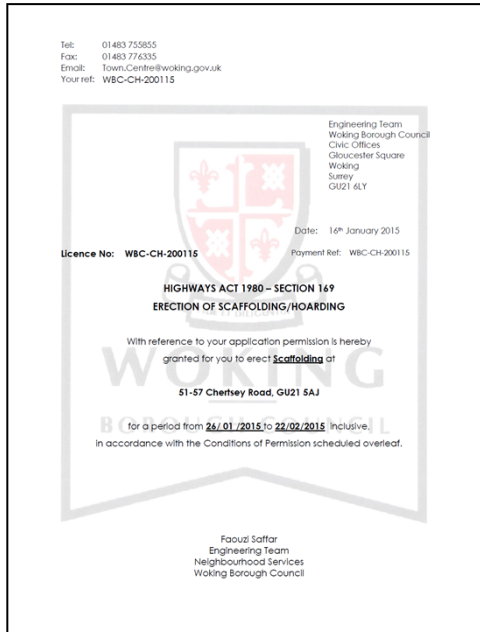 Tel: 01483 755855
Fax: 01483 776335
Email: Town.Centre@woking.gov.uk
Your ref: WBC-CH-200115
Engineering Team
Woking Borough Council
Civic Offices
Gloucester Square
Woking
Surrey
GU21 6LY
Date: 16th January 2015
Licence No: WBC-CH-200115 Payment Ref: WBC-CH-200115
HIGHWAYS ACT 1980 – SECTION 169
ERECTION OF SCAFFOLDING/HOARDING
With reference to your application permission is hereby
granted for you to erect Scaffolding at
WOKING
51-57 Chertsey Road, GU21 5AJ
BOROUGH COUNCIL
for a period from 26/ 01 /2015 to 22/02/2015 inclusive,
in accordance with the Conditions of Permission scheduled overleaf.
Faouzi Saffar
Engineering Team
Neighbourhood Services
Woking Borough Council